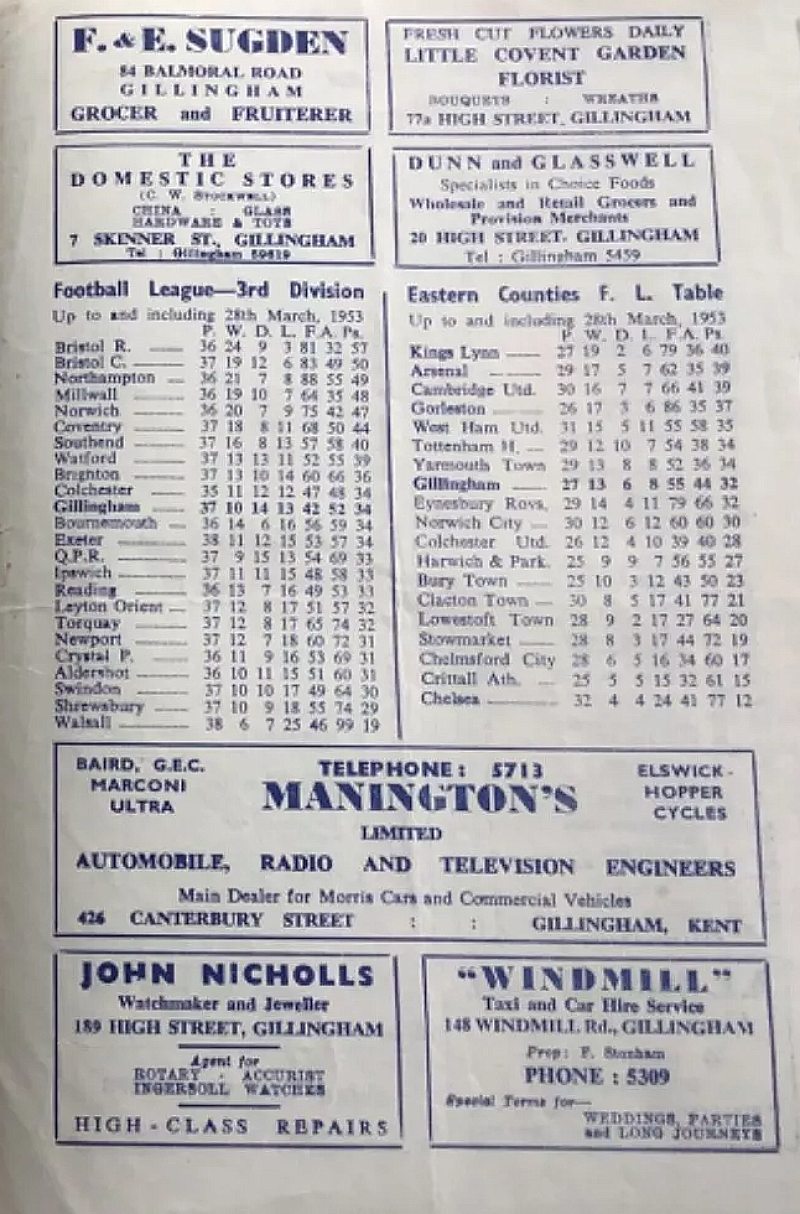 F. & E. SUGDEN
84 BALMORAL ROAD
GILLINGHAM
GROCER and FRUITERER
FRESH CUT FLOWERS DAILY
LITTLE COVENT GARDEN
FLORIST
BOUQUETS : WREATHS
77a HIGH STREET, GILLINGHAM
THE
DOMESTIC STORES
(C. W. STOCKWELL)
CHINA : GLASS
HARDWARE & TOYS
7 SKINNER ST., GILLINGHAM
Tel : Gillingham 59619
DUNN and GLASSWELL
Specialists in Choice Foods
Wholesale and Retail Grocers and
Provision Merchants
20 HIGH STREET, GILLINGHAM
Tel : Gillingham 5459
Football League—3rd Division
Up to and including 28th March, 1953
P. W. D. L. F. A. Ps.
Bristol R. 36 24 9 3 81 32 57
Bristol C. 37 19 12 6 83 49 50
Northampton 36 21 7 8 88 55 49
Millwall 36 19 10 7 64 35 48
Norwich 36 20 7 9 75 42 47
Coventry 37 18 8 11 68 50 44
Southend 37 16 8 13 57 58 40
Watford 37 13 13 11 52 55 39
Brighton 37 13 10 14 60 66 36
Colchester 35 11 12 12 47 48 34
Gillingham 37 10 14 13 42 52 34
Bournemouth 36 14 6 16 56 59 34
Exeter 38 11 12 15 53 57 34
Q.P.R. 37 9 15 13 54 69 33
Ipswich 37 11 11 15 48 58 33
Reading 36 13 7 16 49 53 33
Leyton Orient 37 12 8 17 51 57 32
Torquay 37 12 8 17 65 74 32
Newport 37 12 7 18 60 72 31
Crystal P. 36 11 9 16 53 69 31
Aldershot 36 10 11 15 51 60 31
Swindon 37 10 10 17 49 64 30
Shrewsbury 37 10 9 18 55 74 29
Walsall 38 6 7 25 46 99 19
Eastern Counties F. L. Table
Up to and including 28th March, 1953
P. W. D. L. F. A. Ps.
Kings Lynn 27 19 2 6 79 36 40
Arsenal 29 17 5 7 62 35 39
Cambridge Utd. 30 16 7 7 66 41 39
Gorleston 26 17 3 6 86 35 37
West Ham Utd. 31 15 5 11 55 58 35
Tottenham H. 29 12 10 7 54 38 34
Yarmouth Town 29 13 8 8 52 36 34
Gillingham 27 13 6 8 55 44 32
Eynesbury Rovs. 29 14 4 11 79 66 32
Norwich City 30 12 6 12 60 60 30
Colchester Utd. 26 12 4 10 39 40 28
Harwich & Park. 25 9 9 7 56 55 27
Bury Town 25 10 3 12 43 50 23
Clacton Town 30 8 5 17 41 77 21
Lowestoft Town 28 9 2 17 27 64 20
Stowmarket 28 8 3 17 44 72 19
Chelmsford City 28 6 5 16 34 60 17
Crittall Ath. 25 5 5 15 32 61 15
Chelsea 32 4 4 24 41 77 12
BAIRD, G.E.C.
MARCONI
ULTRA
TELEPHONE : 5713
MANINGTON'S
LIMITED
ELSWICK-
HOPPER
CYCLES
AUTOMOBILE, RADIO AND TELEVISION ENGINEERS
Main Dealer for Morris Cars and Commercial Vehicles
426 CANTERBURY STREET : : GILLINGHAM, KENT
JOHN NICHOLLS
Watchmaker and Jeweller
189 HIGH STREET, GILLINGHAM
Agent for
ROTARY - ACCURIST
INGERSOLL WATCHES
HIGH-CLASS REPAIRS
"WINDMILL"
Taxi and Car Hire Service
148 WINDMILL Rd., GILLINGHAM
Prop : F. Stonham
PHONE : 5309
Special Terms for—
WEDDINGS, PARTIES
and LONG JOURNEYS